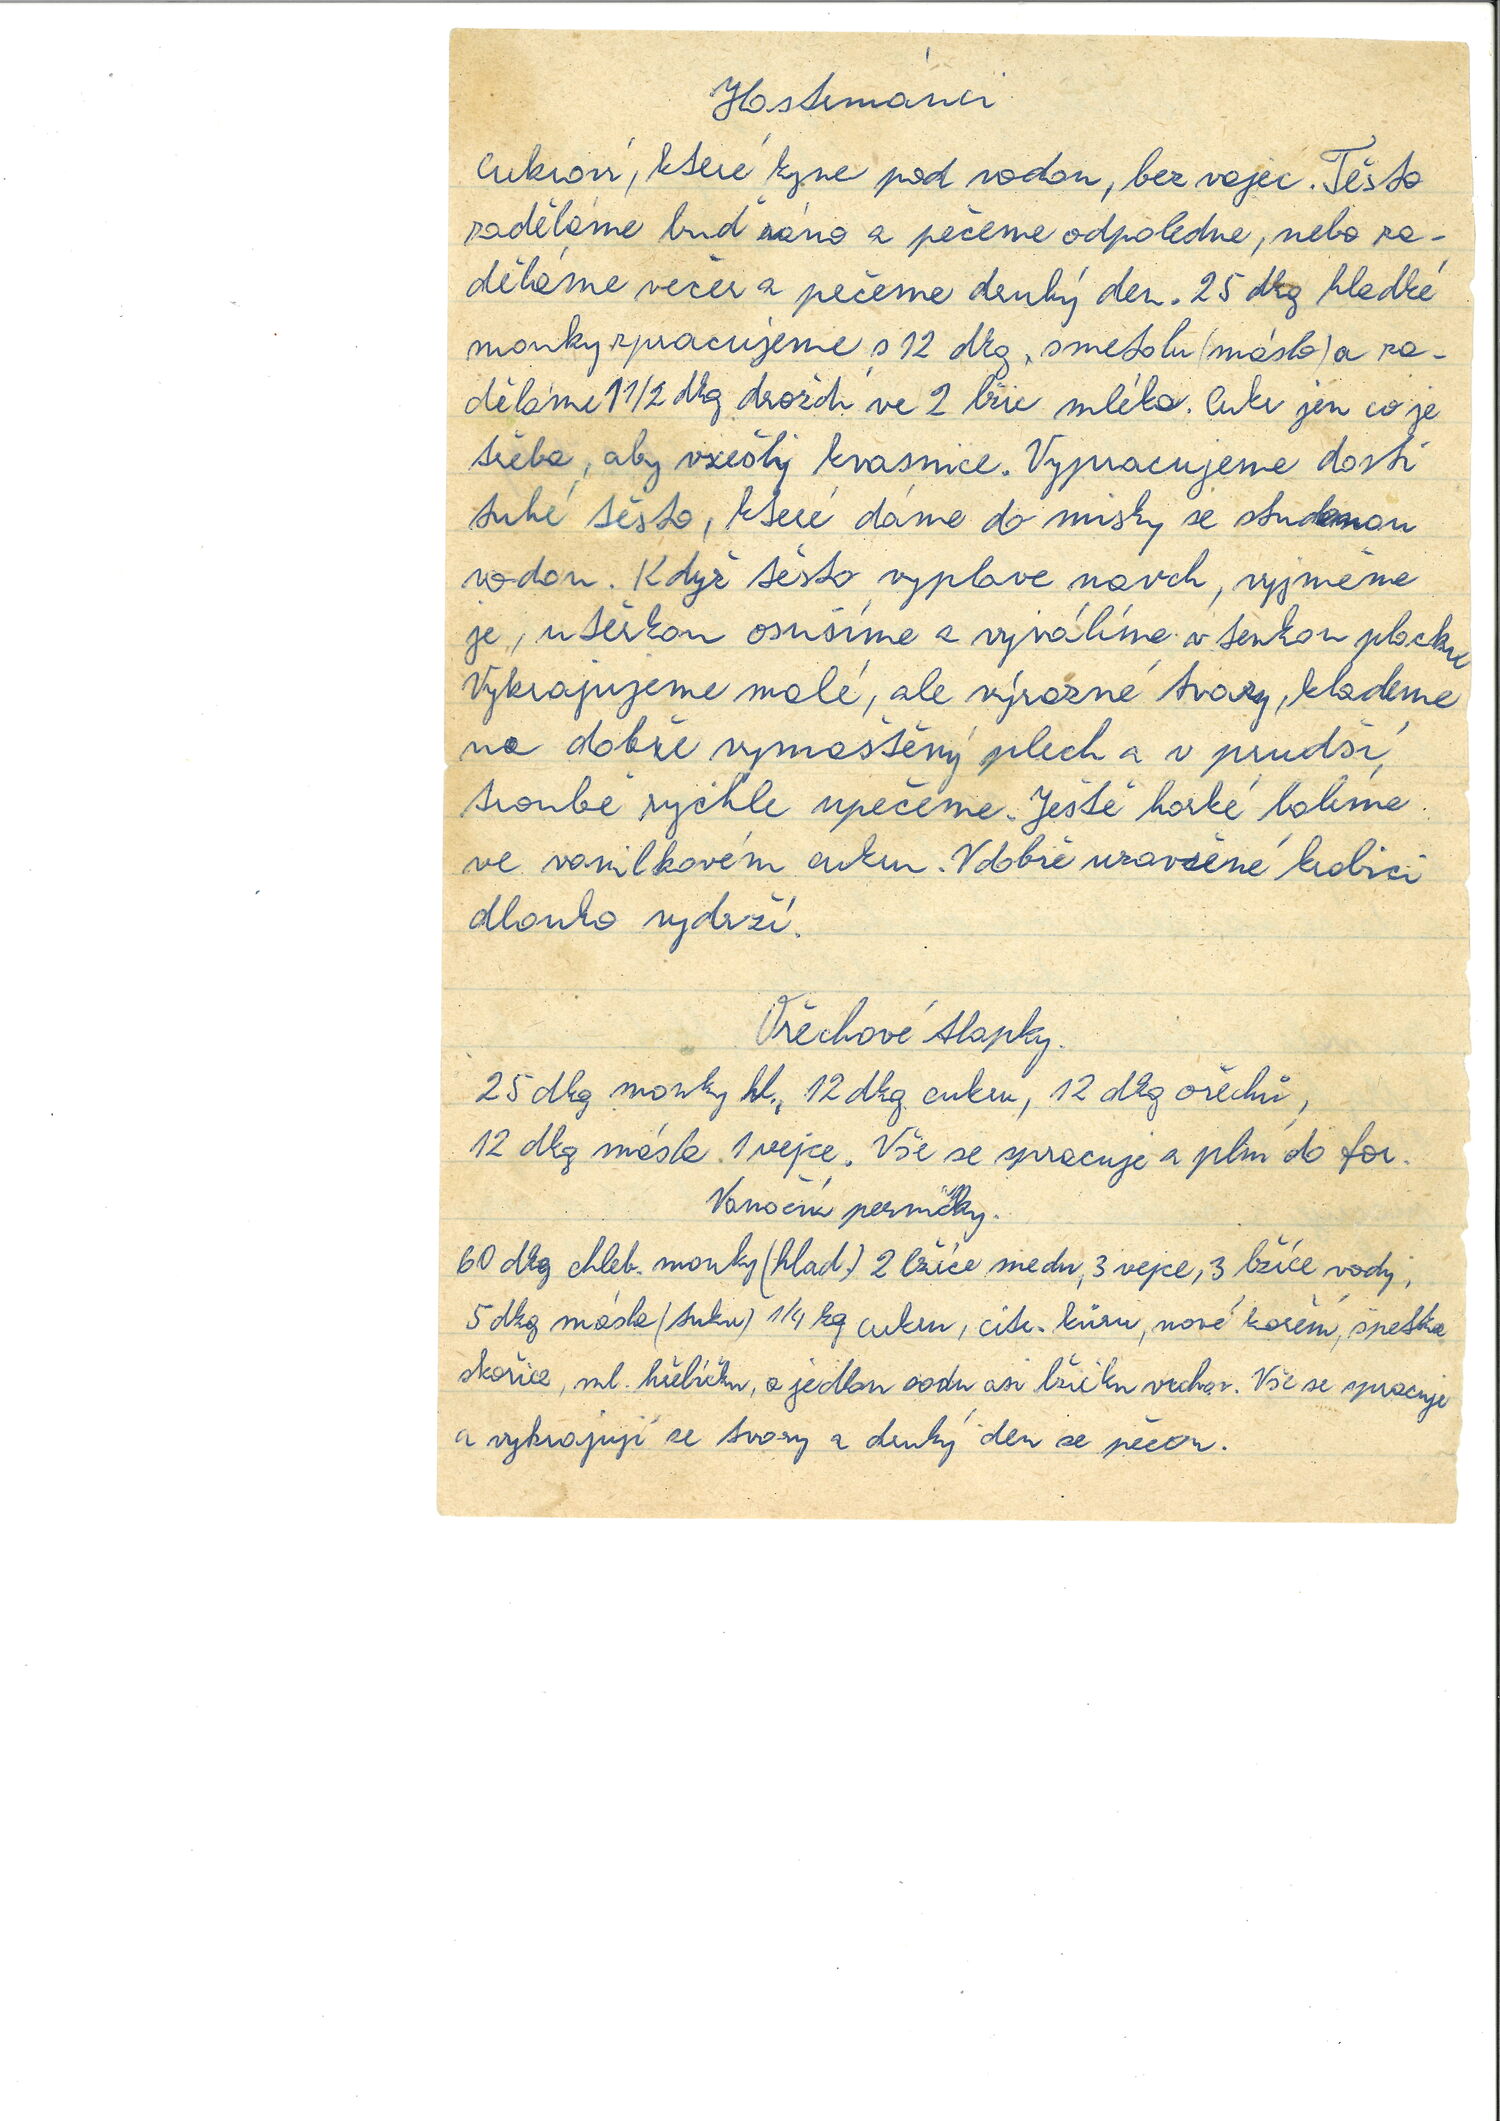 Hastrmánci
Cukroví, které kyne pod vodou, bez vajec. Těsto
zaděláme buď ráno a pečeme odpoledne, nebo za-
děláme večer a pečeme druhý den. 25 dkg hladké
mouky zpracujeme s 12 dkg, smetolu (másla) a za-
děláme 1 1/2 dkg droždí ve 2 lžíc mléka. Cukr jen co je
třeba, aby vzešly kvasnice. Vypracujeme dosti
tuhé těsto, které dáme do misky se studenou
vodou. Když těsto vyplave navrch, vyjmeme
je, utěrkou osušíme a vyválíme v tenkou placku
Vykrajujeme malé, ale výrazné tvary, klademe
na dobře vymaštěný plech a v prudší
troubě rychle upečeme. Ještě horké balíme
ve vanilkovém cukru. V dobře uzavřené krabici
dlouho vydrží.
Ořechové tlapky.
25 dkg mouky hl., 12 dkg cukru, 12 dkg ořechů,
12 dkg másla 1 vejce. Vše se zpracuje a plní do for.
Vánoční perníčky.
60 dkg chleb. mouky (hlad.) 2 lžíce medu, 3 vejce, 3 lžíce vody,
5 dkg másla (tuku) 1/4 kg cukru, citr. kůru, nové koření, špetka
skořice, ml. hřebíčku, a jedlou sodu asi lžičku vrchov. Vše se zpracuje
a vykrajují se tvary a druhý den se pečou.